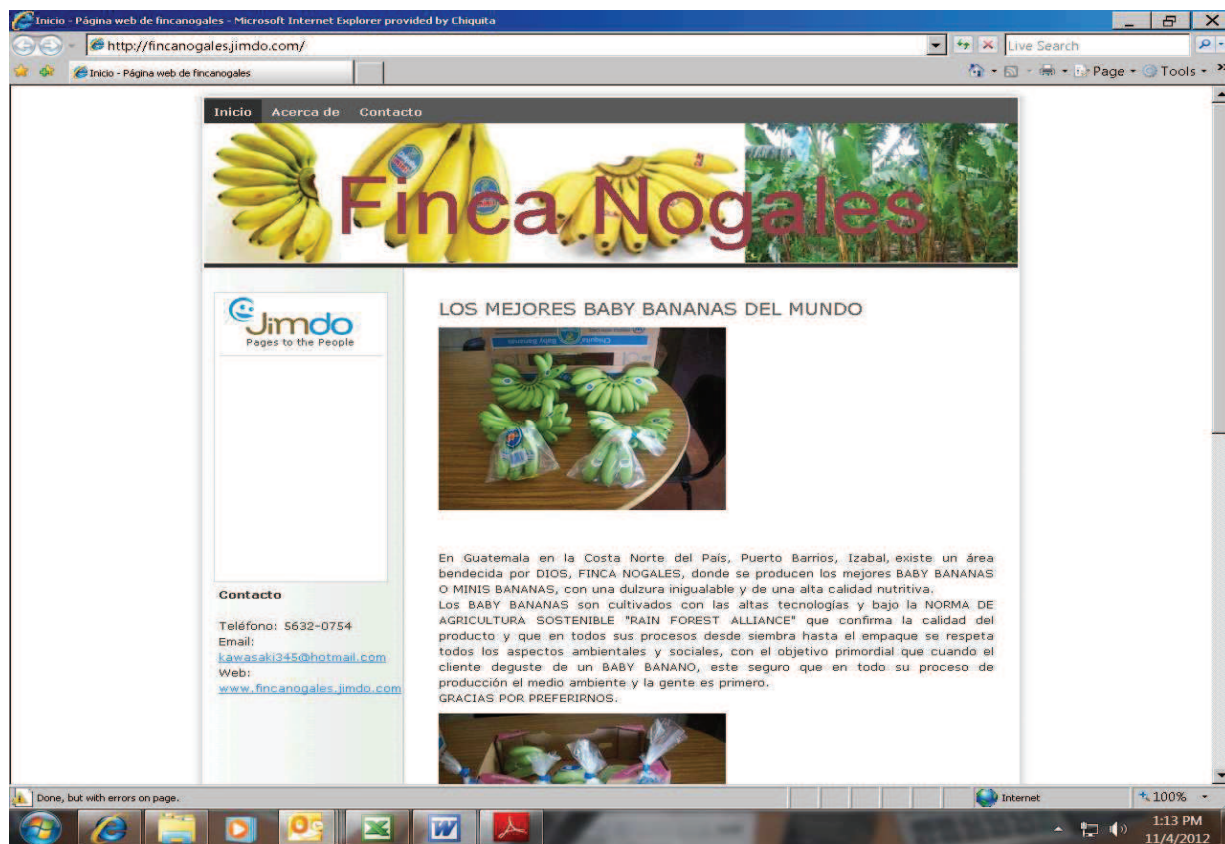 Inicio - Página web de fincanogales - Microsoft Internet Explorer provided by Chiquita
http://fincanogales.jimdo.com/
Live Search
Inicio - Página web de fincanogales
Page
Tools
Inicio Acerca de Contacto
Finca Nogales
Jimdo
Pages to the People
LOS MEJORES BABY BANANAS DEL MUNDO
Chiquita Baby Bananas
En Guatemala en la Costa Norte del País, Puerto Barrios, Izabal, existe un área
bendecida por DIOS, FINCA NOGALES, donde se producen los mejores BABY BANANAS
O MINIS BANANAS, con una dulzura inigualable y de una alta calidad nutritiva.
Los BABY BANANAS son cultivados con las altas tecnologías y bajo la NORMA DE
AGRICULTURA SOSTENIBLE "RAIN FOREST ALLIANCE" que confirma la calidad del
producto y que en todos sus procesos desde siembra hasta el empaque se respeta
todos los aspectos ambientales y sociales, con el objetivo primordial que cuando el
cliente deguste de un BABY BANANO, este seguro que en todo su proceso de
producción el medio ambiente y la gente es primero.
GRACIAS POR PREFERIRNOS.
Contacto
Teléfono: 5632-0754
Email:
kawasaki345@hotmail.com
Web:
www.fincanogales.jimdo.com
Done, but with errors on page.
Internet
100%
1:13 PM
11/4/2012